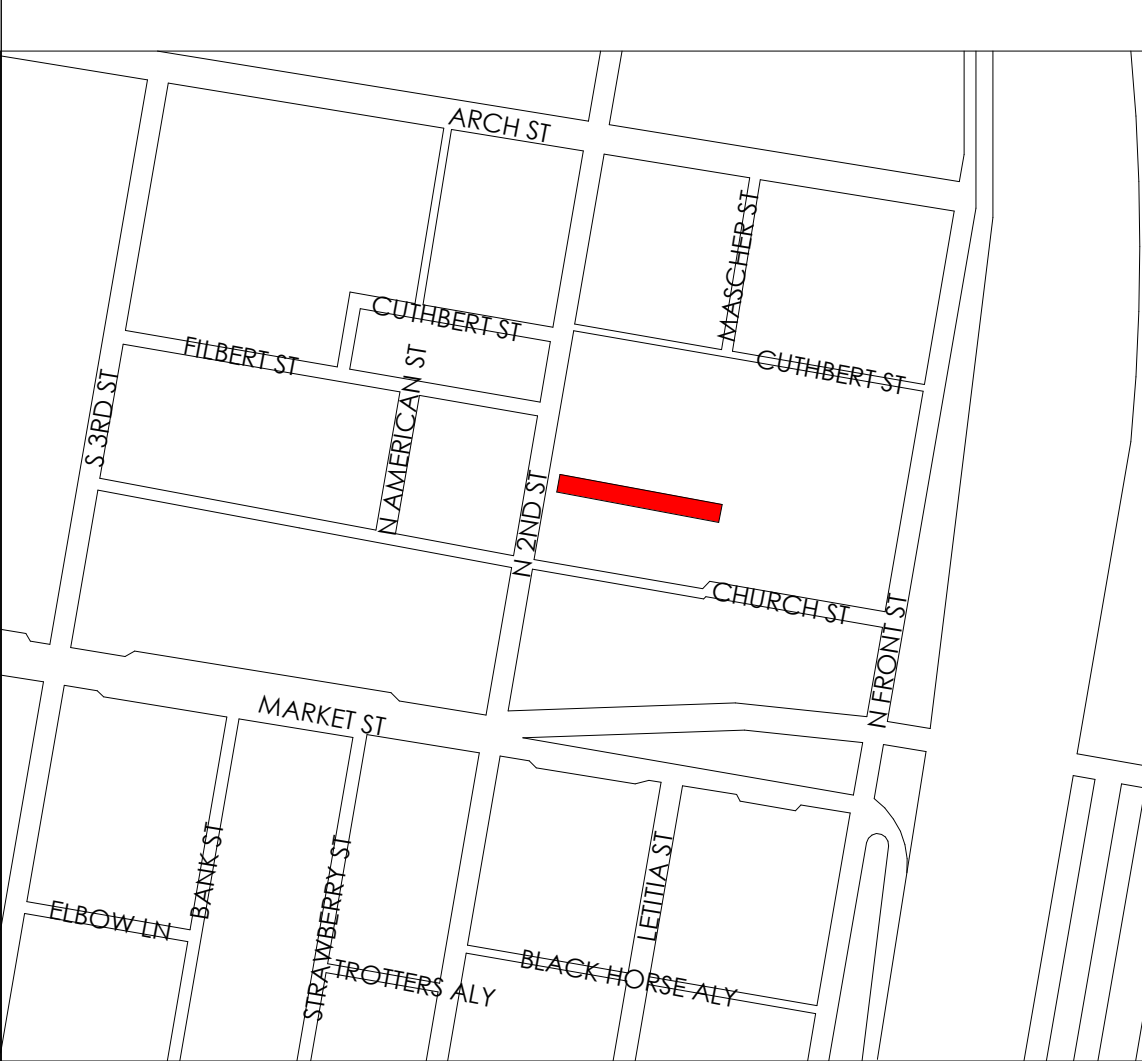 ARCH ST
MASCHER ST
CUTHBERT ST
FILBERT ST
N AMERICAN ST
CUTHBERT ST
S 3RD ST
N 2ND ST
CHURCH ST
N FRONT ST
MARKET ST
BANK ST
STRAWBERRY ST
LETITIA ST
ELBOW LN
TROTTERS ALY
BLACK HORSE ALY